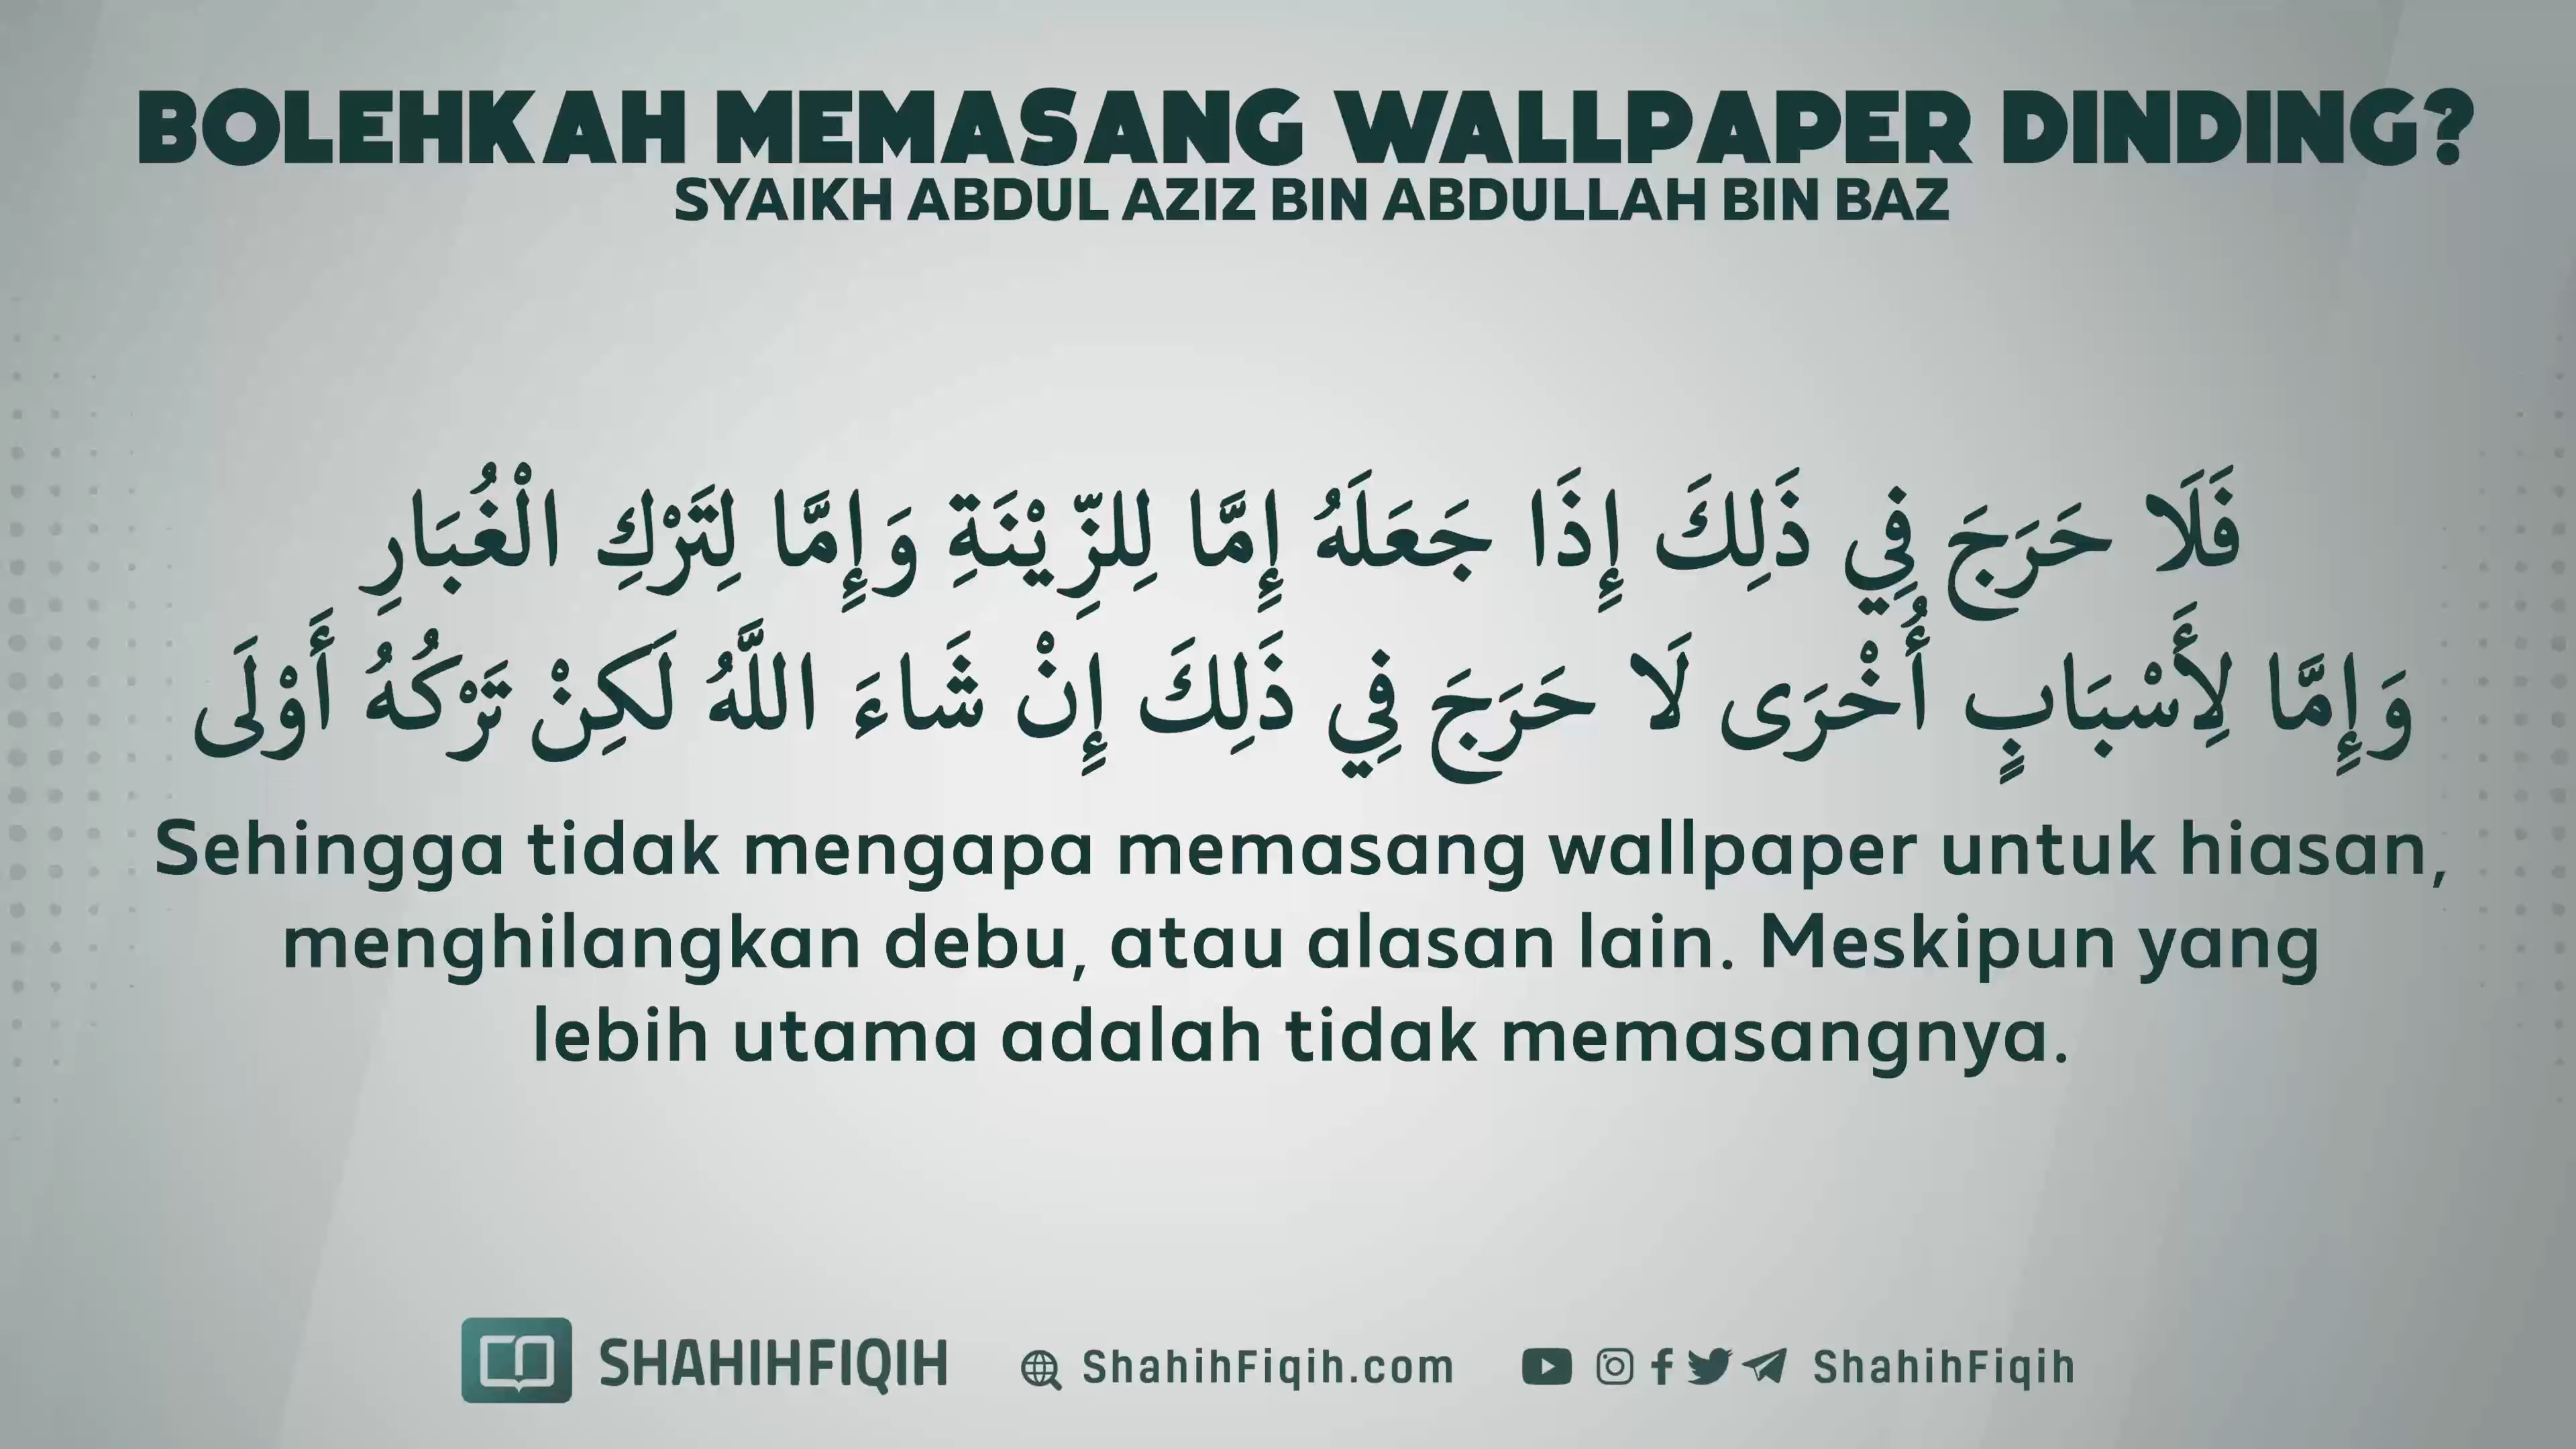 BOLEHKAH MEMASANG WALLPAPER DINDING?
SYAIKH ABDUL AZIZ BIN ABDULLAH BIN BAZ
فَلَا حَرَجَ فِي ذَلِكَ إِذَا جَعَلَهُ إِمَّا لِلزِّيْنَةِ وَإِمَّا لِتَرْكِ الْغُبَارِ
وَإِمَّا لِأَسْبَابٍ أُخْرَى لَا حَرَجَ فِي ذَلِكَ إِنْ شَاءَ اللَّهُ لَكِنْ تَرْكُهُ أَوْلَى
Sehingga tidak mengapa memasang wallpaper untuk hiasan,
menghilangkan debu, atau alasan lain. Meskipun yang
lebih utama adalah tidak memasangnya.
SHAHIHFIQIH ShahihFiqih.com ShahihFiqih